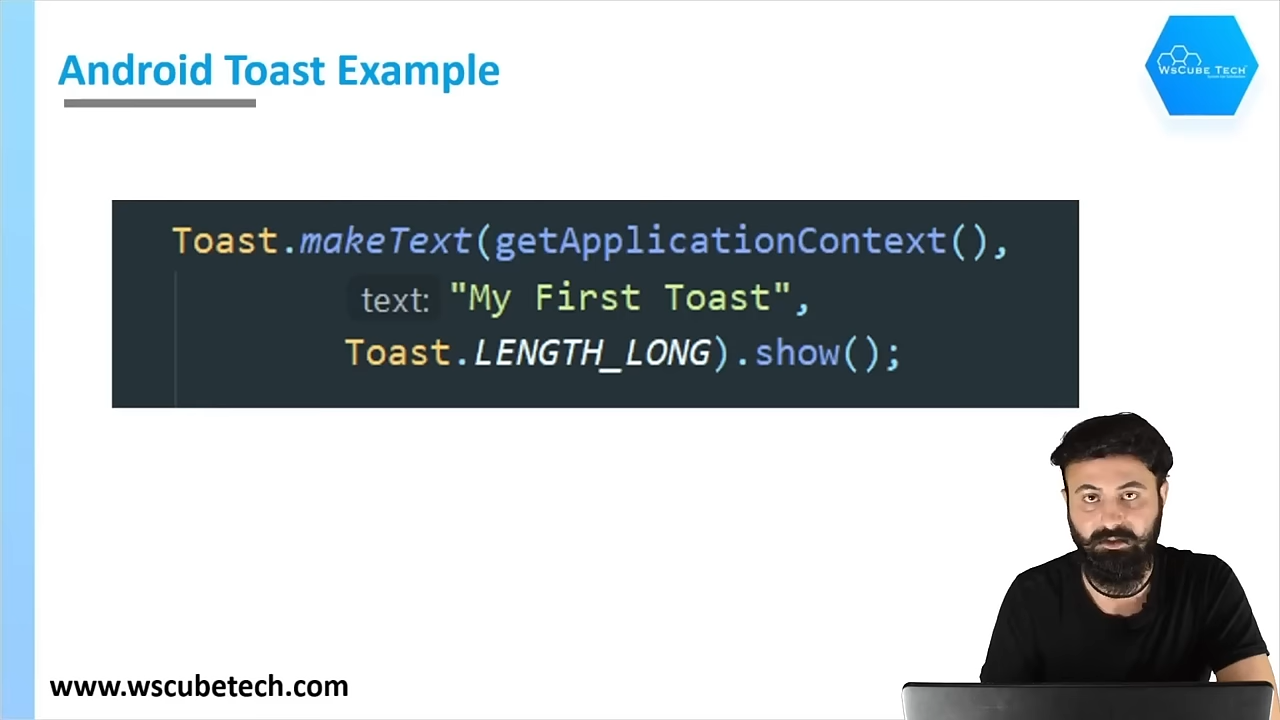 Android Toast Example
WsCube Tech
Toast.makeText(getApplicationContext(),
text: "My First Toast",
Toast.LENGTH_LONG).show();
www.wscubetech.com